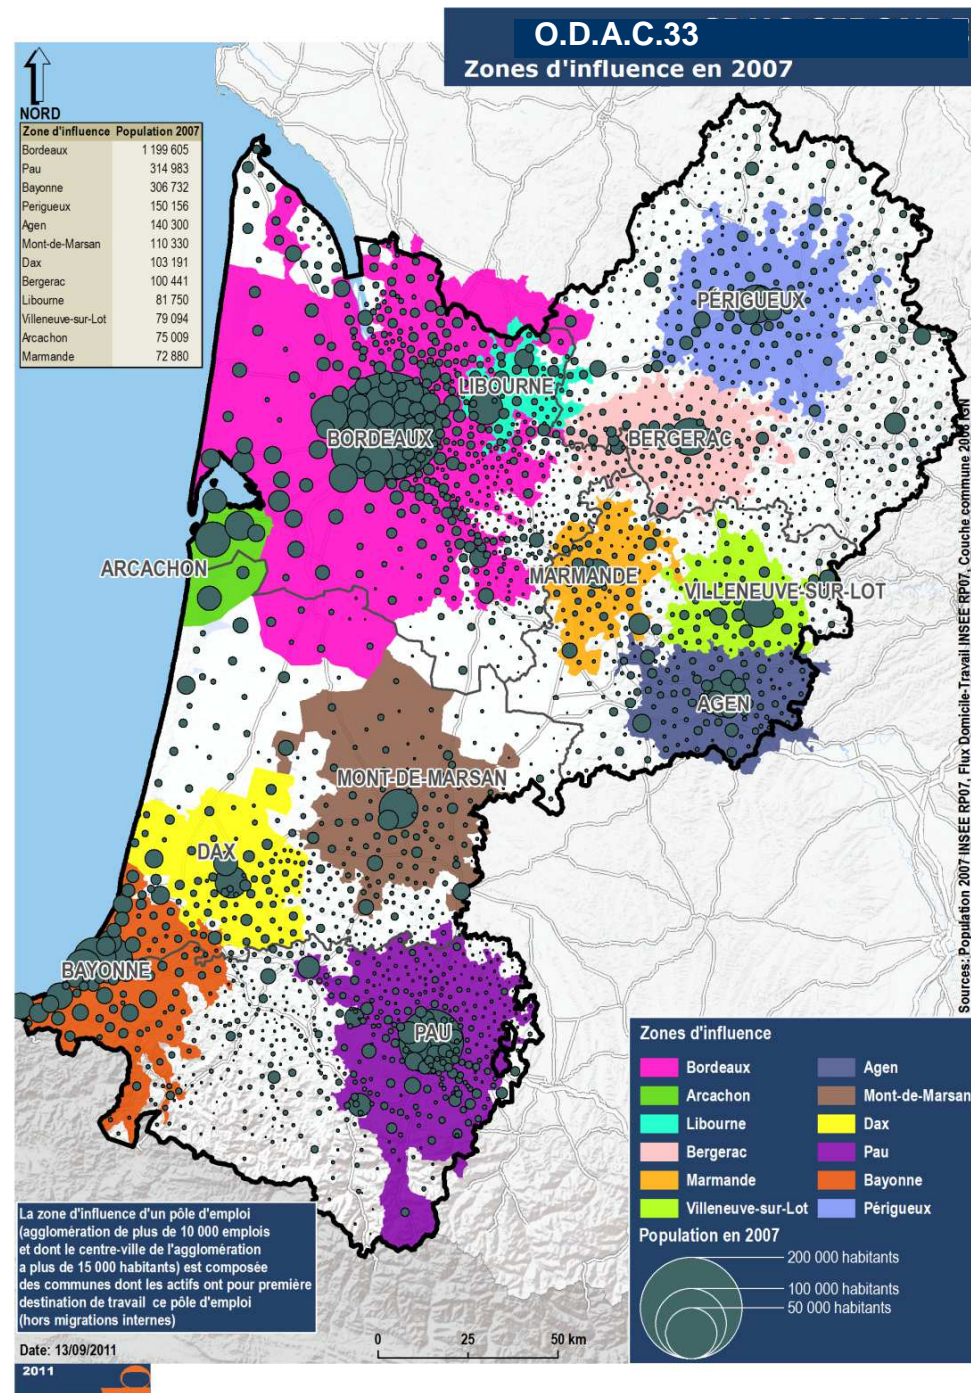 O.D.A.C.33
Zones d'influence en 2007
NORD
Zone d'influence Population 2007
Bordeaux 1 199 605
Pau 314 983
Bayonne 306 732
Perigueux 150 156
Agen 140 300
Mont-de-Marsan 110 330
Dax 103 191
Bergerac 100 441
Libourne 81 750
Villeneuve-sur-Lot 79 094
Arcachon 75 009
Marmande 72 880
PÉRIGUEUX
LIBOURNE
BORDEAUX
BERGERAC
ARCACHON
MARMANDE
VILLENEUVE-SUR-LOT
AGEN
MONT-DE-MARSAN
DAX
BAYONNE
PAU
Sources: Population 2007 INSEE RP07, Flux Domicile-Travail INSEE RP07, Couche commune 2008 IGN
Zones d'influence
Bordeaux
Arcachon
Libourne
Bergerac
Marmande
Villeneuve-sur-Lot
Agen
Mont-de-Marsan
Dax
Pau
Bayonne
Périgueux
Population en 2007
200 000 habitants
100 000 habitants
50 000 habitants
La zone d'influence d'un pôle d'emploi
(agglomération de plus de 10 000 emplois
et dont le centre-ville de l'agglomération
a plus de 15 000 habitants) est composée
des communes dont les actifs ont pour première
destination de travail ce pôle d'emploi
(hors migrations internes)
0 25 50 km
Date: 13/09/2011
2011